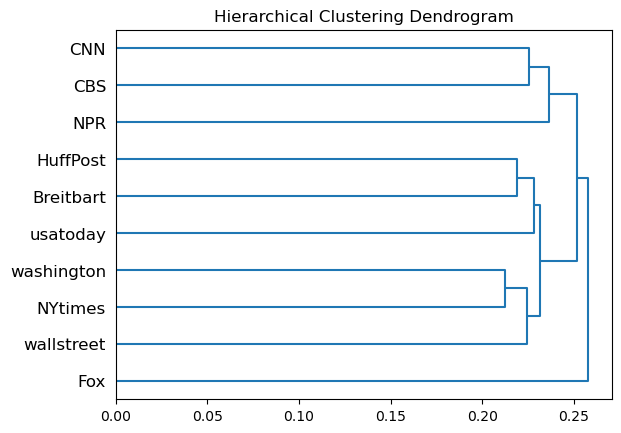 Hierarchical Clustering Dendrogram
CNN
CBS
NPR
HuffPost
Breitbart
usatoday
washington
NYtimes
wallstreet
Fox
0.00 0.05 0.10 0.15 0.20 0.25